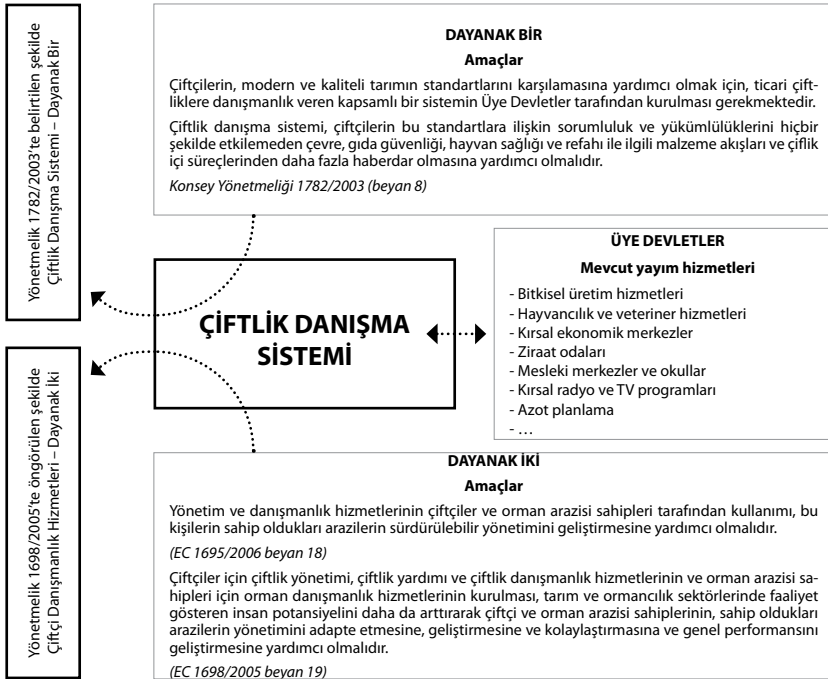 Yönetmelik 1782/2003'te belirtilen şekilde
Çiftlik Danışma Sistemi – Dayanak Bir
DAYANAK BİR
Amaçlar
Çiftçilerin, modern ve kaliteli tarımın standartlarını karşılamasına yardımcı olmak için, ticari çift-
liklere danışmanlık veren kapsamlı bir sistemin Üye Devletler tarafından kurulması gerekmektedir.
Çiftlik danışma sistemi, çiftçilerin bu standartlara ilişkin sorumluluk ve yükümlülüklerini hiçbir
şekilde etkilemeden çevre, gıda güvenliği, hayvan sağlığı ve refahı ile ilgili malzeme akışları ve çiflik
içi süreçlerinden daha fazla haberdar olmasına yardımcı olmalıdır.
Konsey Yönetmeliği 1782/2003 (beyan 8)
ÇİFTLİK DANIŞMA
SİSTEMİ
ÜYE DEVLETLER
Mevcut yayım hizmetleri
- Bitkisel üretim hizmetleri
- Hayvancılık ve veteriner hizmetleri
- Kırsal ekonomik merkezler
- Ziraat odaları
- Mesleki merkezler ve okullar
- Kırsal radyo ve TV programları
- Azot planlama
- …
Yönetmelik 1698/2005'te öngörülen şekilde
Çiftçi Danışmanlık Hizmetleri – Dayanak İki
DAYANAK İKİ
Amaçlar
Yönetim ve danışmanlık hizmetlerinin çiftçiler ve orman arazisi sahipleri tarafından kullanımı, bu
kişilerin sahip oldukları arazilerin sürdürülebilir yönetimini geliştirmesine yardımcı olmalıdır.
(EC 1695/2006 beyan 18)
Çiftçiler için çiftlik yönetimi, çiftlik yardımı ve çiftlik danışmanlık hizmetlerinin ve orman arazisi sa-
hipleri için orman danışmanlık hizmetlerinin kurulması, tarım ve ormancılık sektörlerinde faaliyet
gösteren insan potansiyelini daha da arttırarak çiftçi ve orman arazisi sahiplerinin, sahip oldukları
arazilerin yönetimini adapte etmesine, geliştirmesine ve kolaylaştırmasına ve genel performansını
geliştirmesine yardımcı olmalıdır.
(EC 1698/2005 beyan 19)